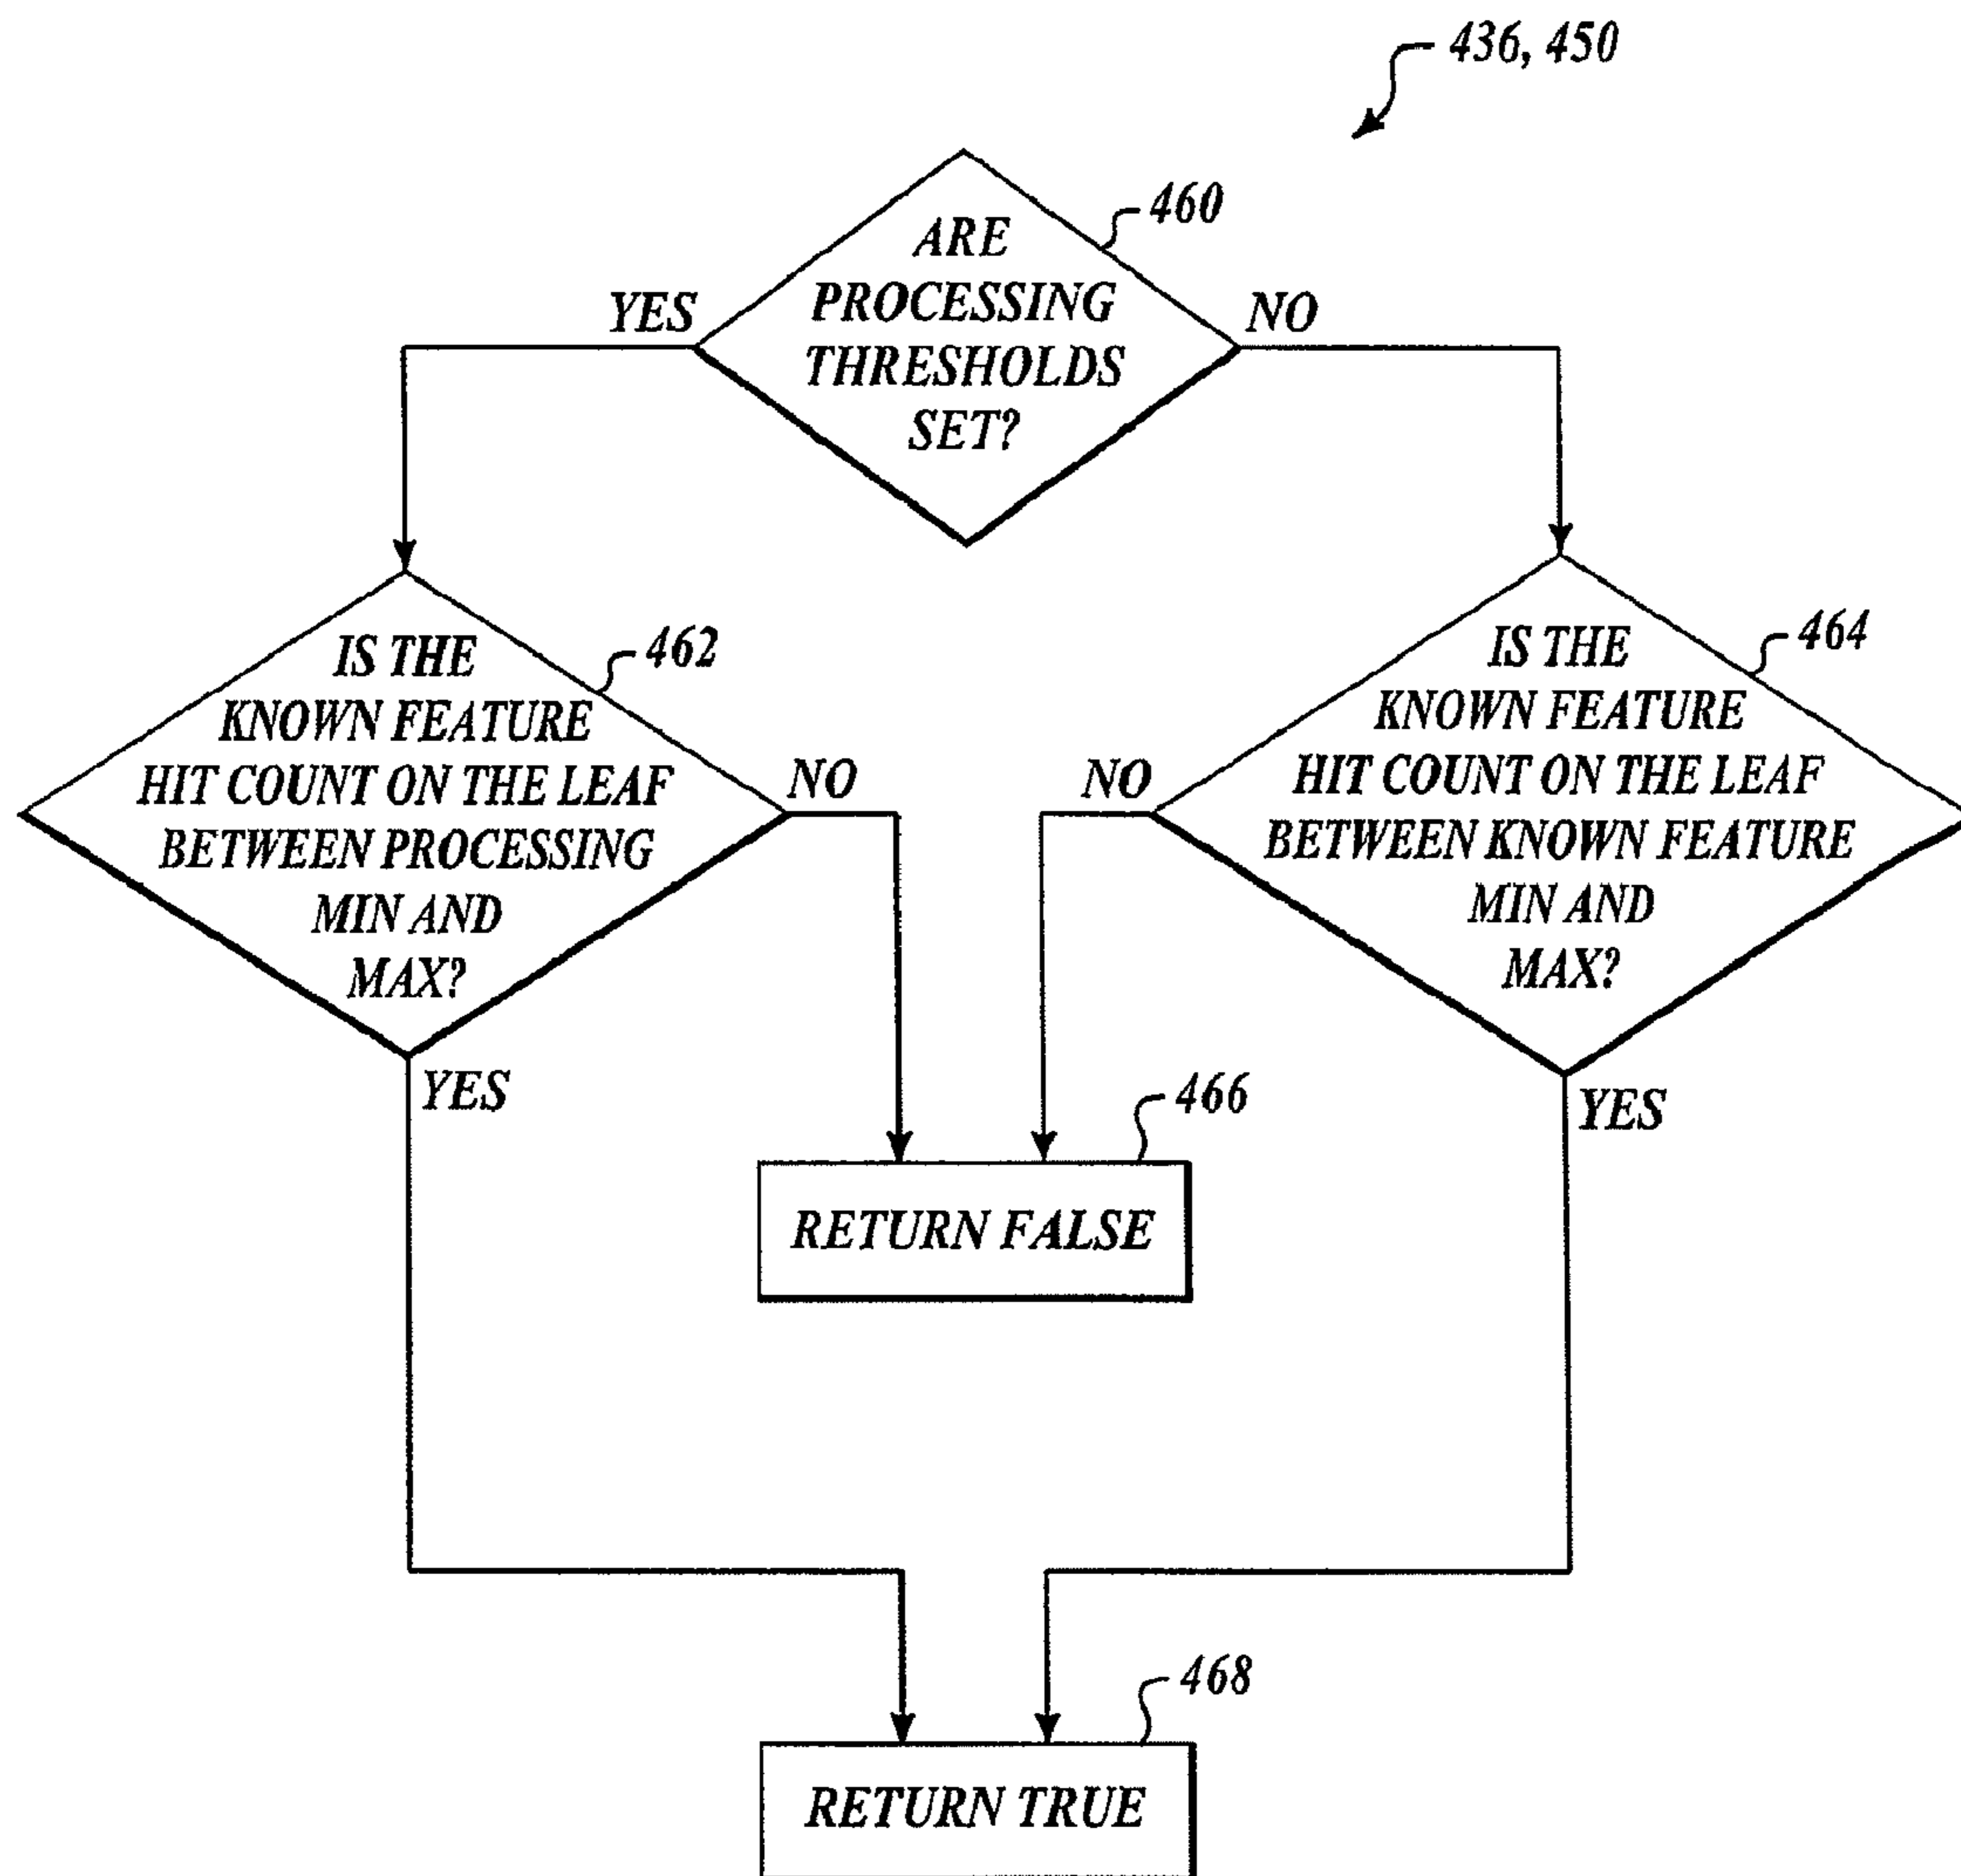 436, 450
460
ARE
PROCESSING
THRESHOLDS
SET?
YES
NO
462
IS THE
KNOWN FEATURE
HIT COUNT ON THE LEAF
BETWEEN PROCESSING
MIN AND
MAX?
NO
YES
464
IS THE
KNOWN FEATURE
HIT COUNT ON THE LEAF
BETWEEN KNOWN FEATURE
MIN AND
MAX?
NO
YES
466
RETURN FALSE
468
RETURN TRUE